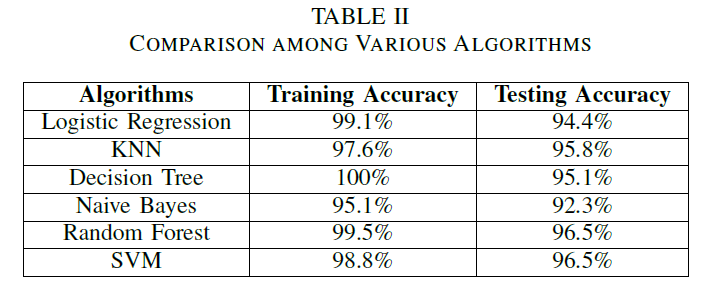 TABLE II
COMPARISON AMONG VARIOUS ALGORITHMS
Algorithms Training Accuracy Testing Accuracy
Logistic Regression 99.1% 94.4%
KNN 97.6% 95.8%
Decision Tree 100% 95.1%
Naive Bayes 95.1% 92.3%
Random Forest 99.5% 96.5%
SVM 98.8% 96.5%